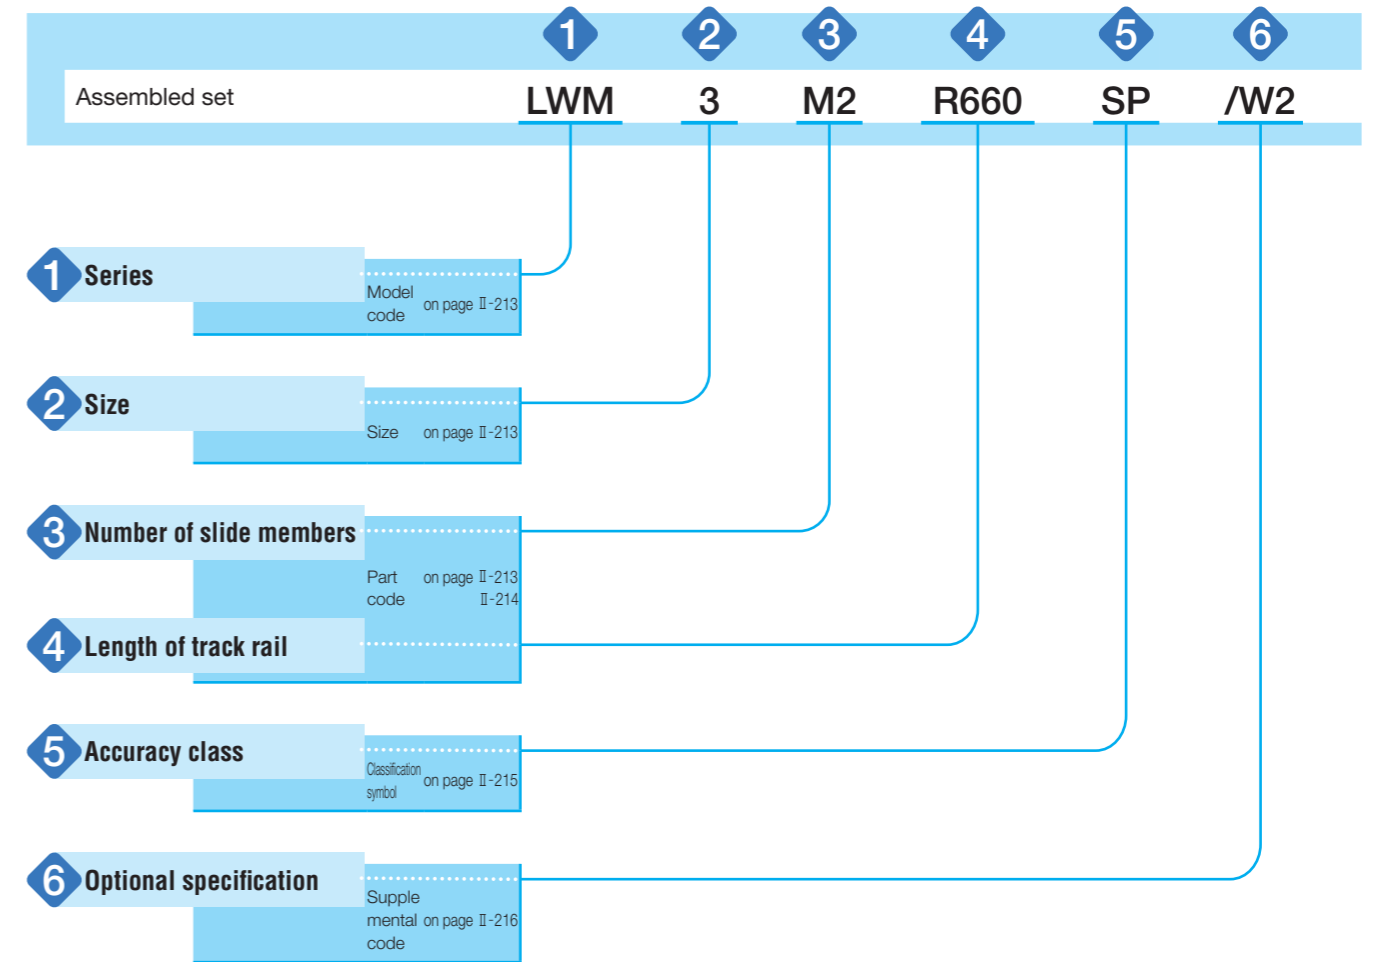 1 2 3 4 5 6
Assembled set LWM 3 M2 R660 SP /W2
1 Series
Model code on page Ⅱ-213
2 Size
Size on page Ⅱ-213
3 Number of slide members
Part code on page Ⅱ-213
Ⅱ-214
4 Length of track rail
5 Accuracy class
Classification symbol on page Ⅱ-215
6 Optional specification
Supple
mental on page Ⅱ-216
code